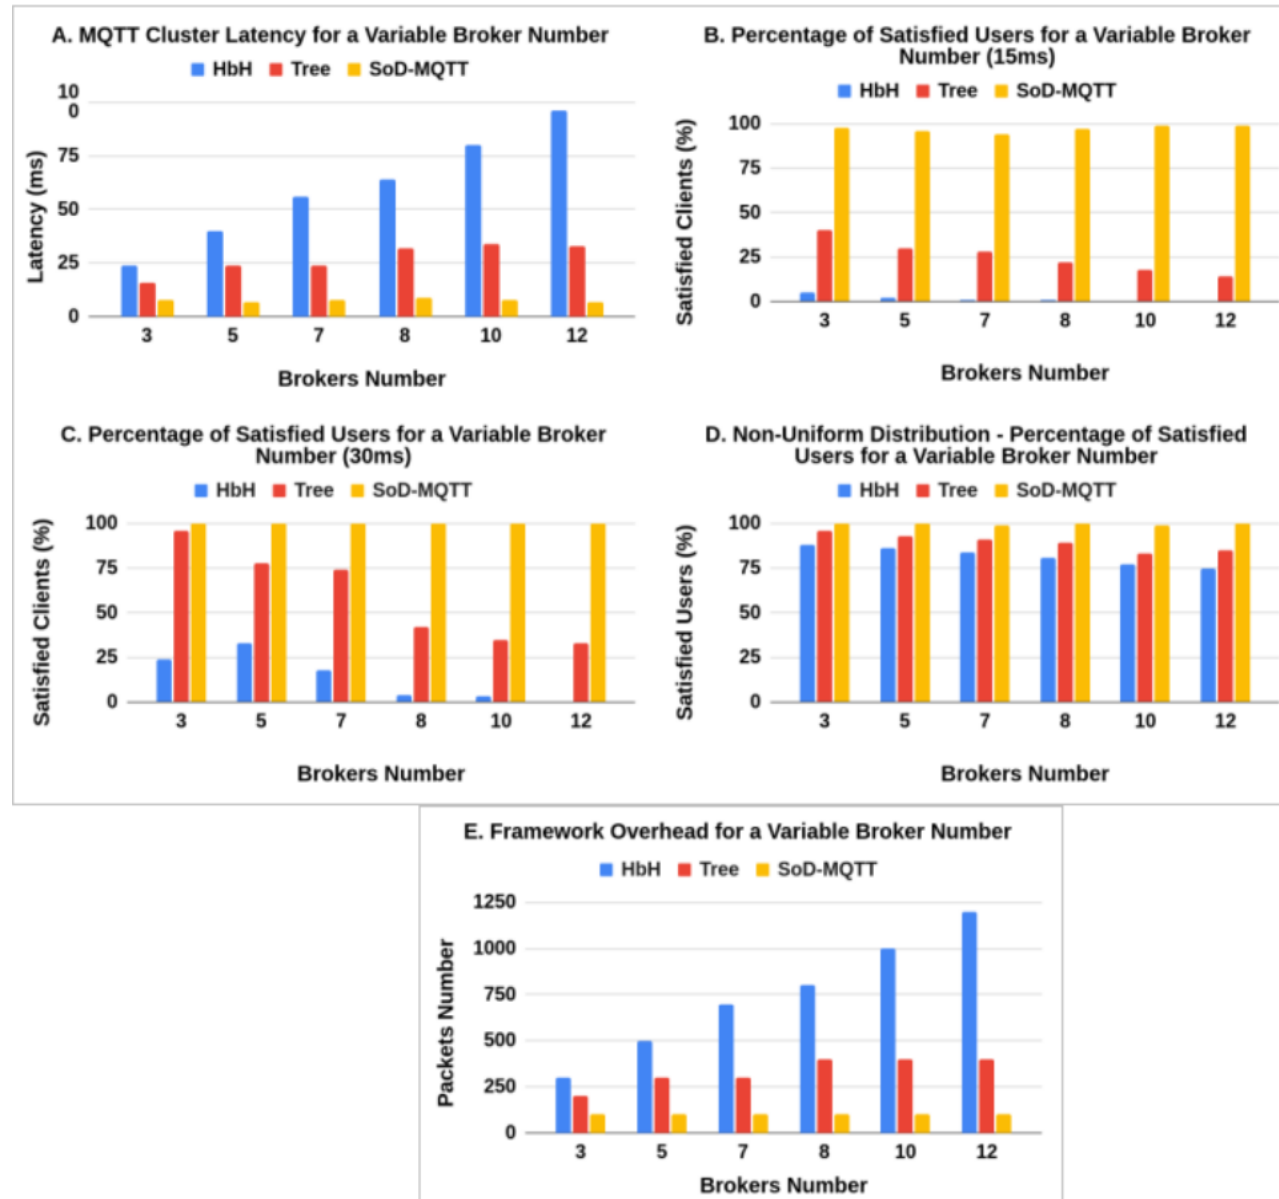 A. MQTT Cluster Latency for a Variable Broker Number
HbH Tree SoD-MQTT
10
0
75
50
25
0
Latency (ms)
3 5 7 8 10 12
Brokers Number
B. Percentage of Satisfied Users for a Variable Broker
Number (15ms)
HbH Tree SoD-MQTT
100
75
50
25
0
Satisfied Clients (%)
3 5 7 8 10 12
Brokers Number
C. Percentage of Satisfied Users for a Variable Broker
Number (30ms)
HbH Tree SoD-MQTT
100
75
50
25
0
Satisfied Clients (%)
3 5 7 8 10 12
Brokers Number
D. Non-Uniform Distribution - Percentage of Satisfied
Users for a Variable Broker Number
HbH Tree SoD-MQTT
100
75
50
25
0
Satisfied Users (%)
3 5 7 8 10 12
Brokers Number
E. Framework Overhead for a Variable Broker Number
HbH Tree SoD-MQTT
1250
1000
750
500
250
0
Packets Number
3 5 7 8 10 12
Brokers Number